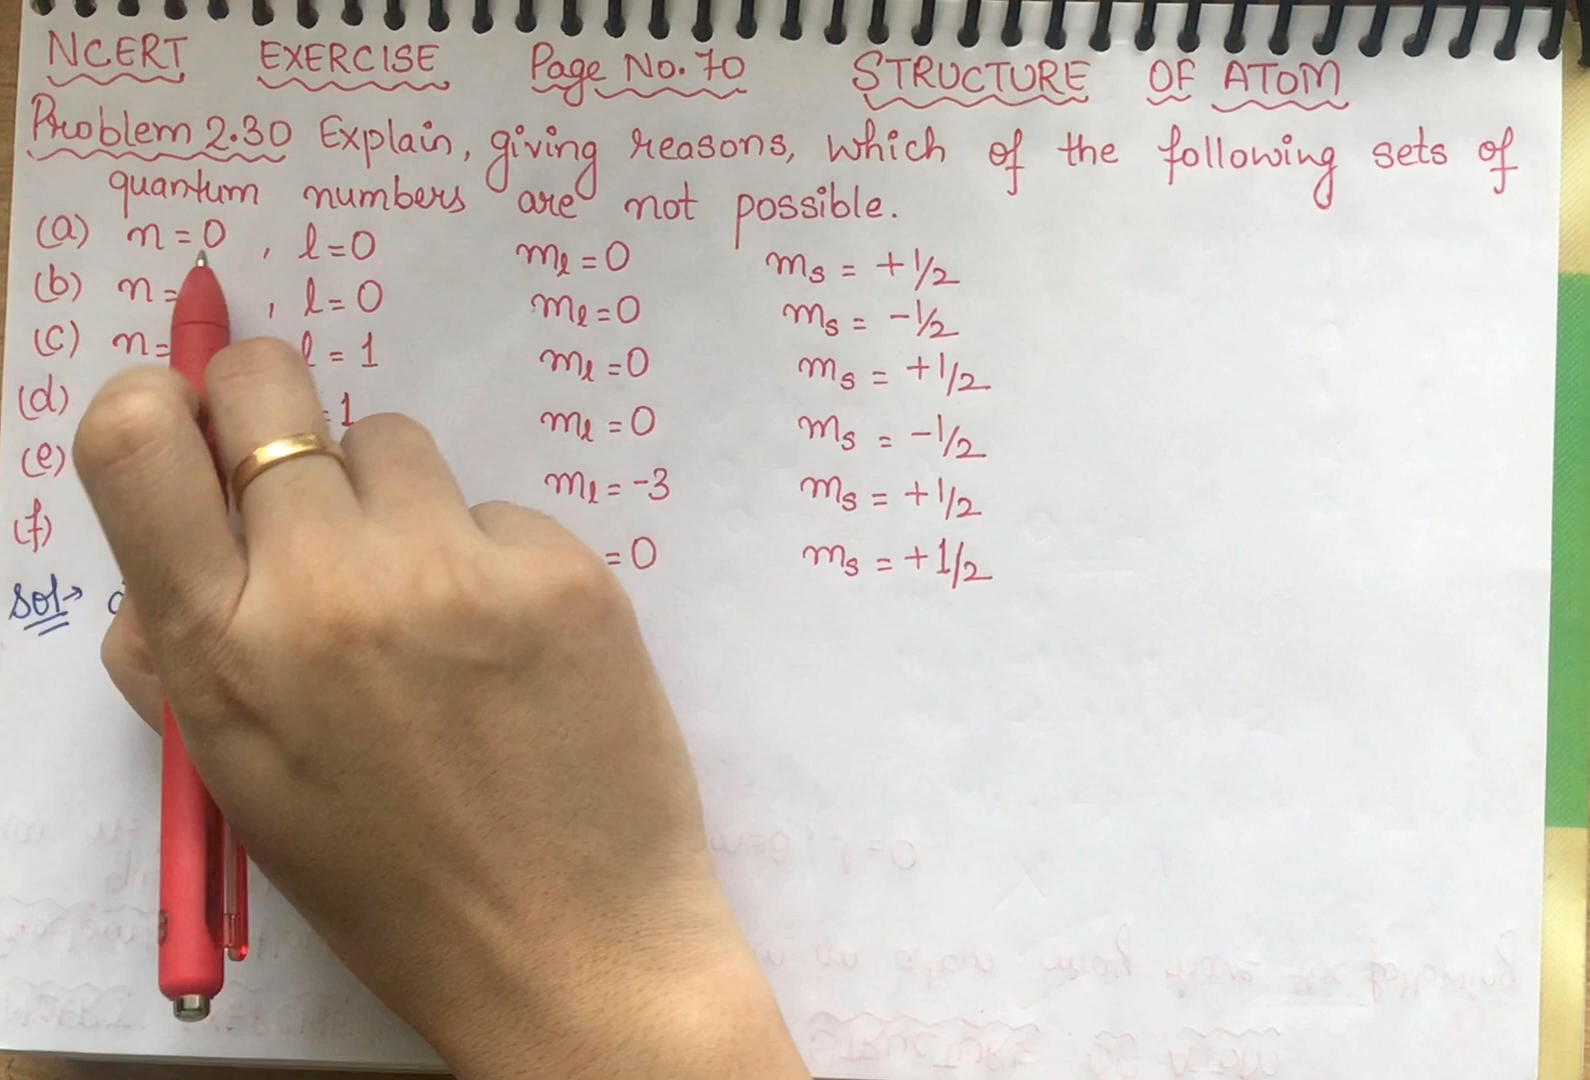 NCERT EXERCISE Page No. 70 STRUCTURE OF ATOM
Problem 2.30 Explain, giving reasons, which of the following sets of
quantum numbers are not possible.
(a) n=0, l=0 ml=0 ms = +1/2
(b) n= , l=0 ml=0 ms = -1/2
(c) n= l=1 ml=0 ms = +1/2
(d) =1 ml=0 ms = -1/2
(e) ml=-3 ms = +1/2
(f) =0 ms = +1/2
Sol→